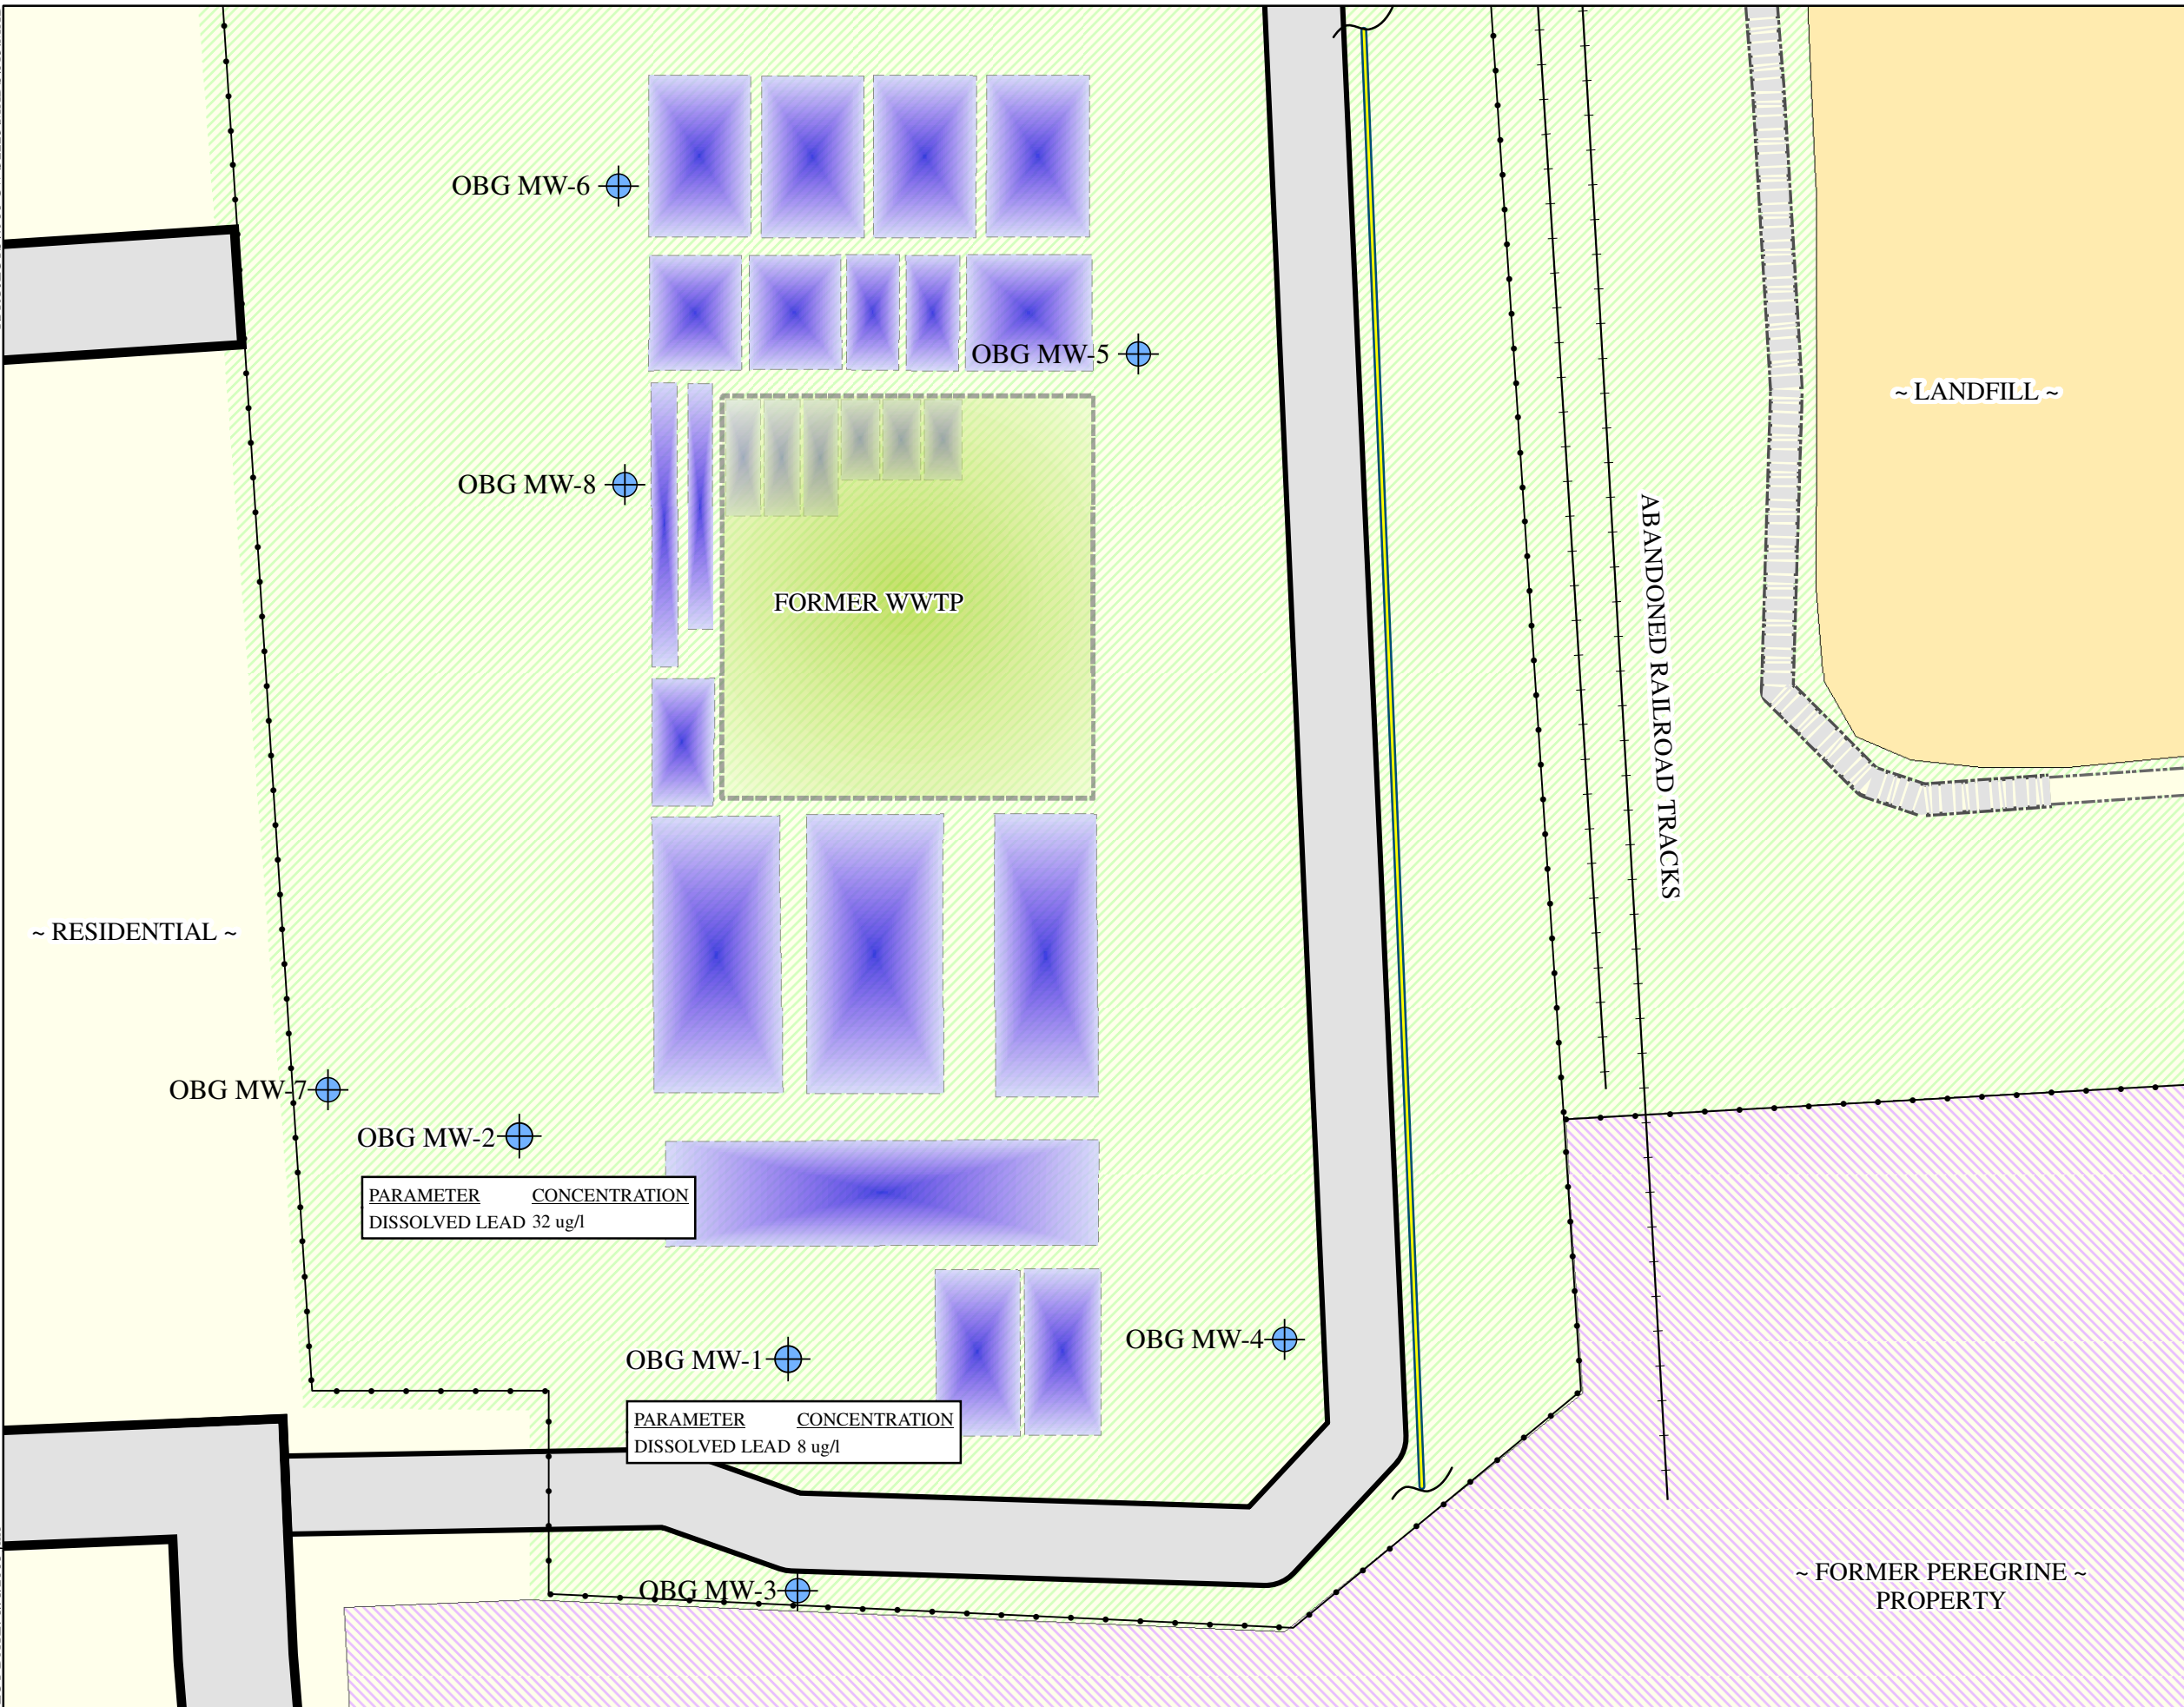 OBG MW-6
OBG MW-5
~ LANDFILL ~
OBG MW-8
FORMER WWTP
ABANDONED RAILROAD TRACKS
~ RESIDENTIAL ~
OBG MW-7
OBG MW-2
PARAMETER CONCENTRATION
DISSOLVED LEAD 32 ug/l
OBG MW-4
OBG MW-1
PARAMETER CONCENTRATION
DISSOLVED LEAD 8 ug/l
OBG MW-3
~ FORMER PEREGRINE ~
PROPERTY